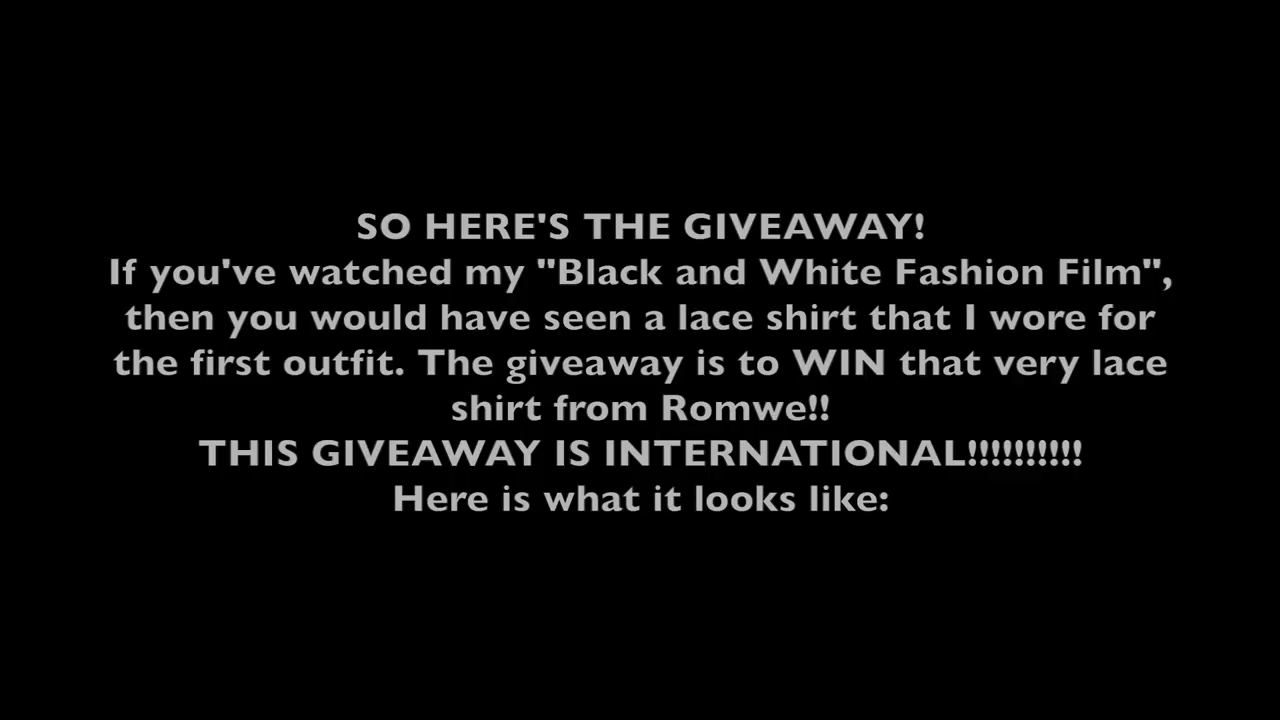 SO HERE'S THE GIVEAWAY!
If you've watched my "Black and White Fashion Film",
then you would have seen a lace shirt that I wore for
the first outfit. The giveaway is to WIN that very lace
shirt from Romwe!!
THIS GIVEAWAY IS INTERNATIONAL!!!!!!!!!!
Here is what it looks like: